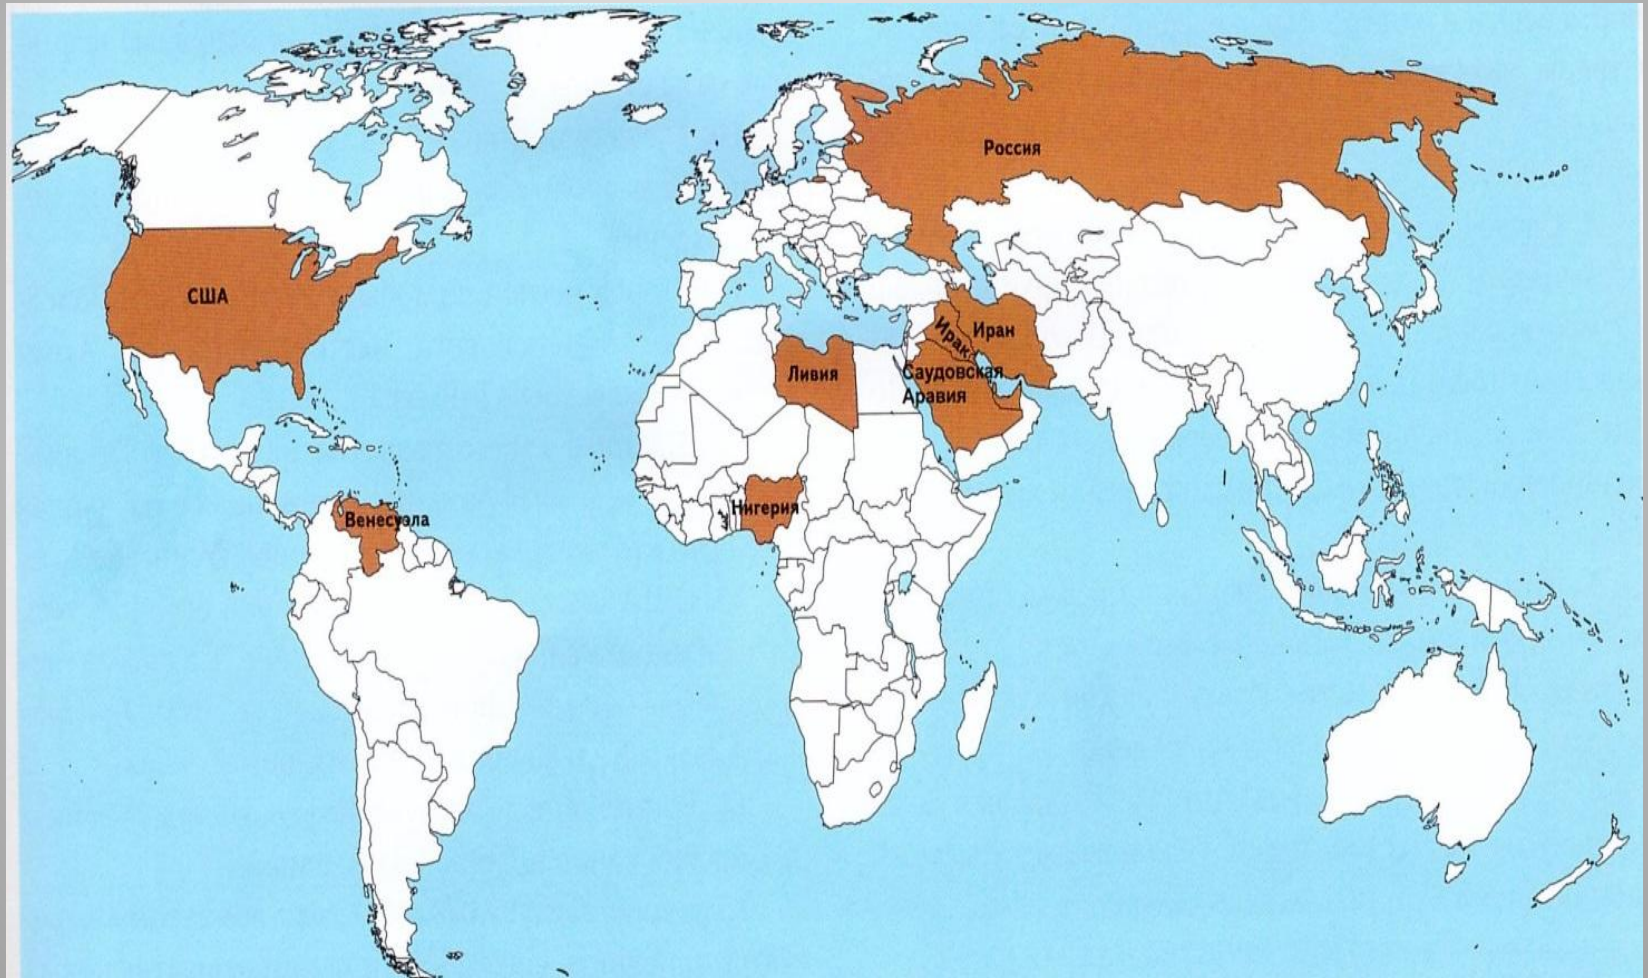 Россия
США
Иран
Ирак
Ливия
Саудовская
Аравия
Нигерия
Венесуэла